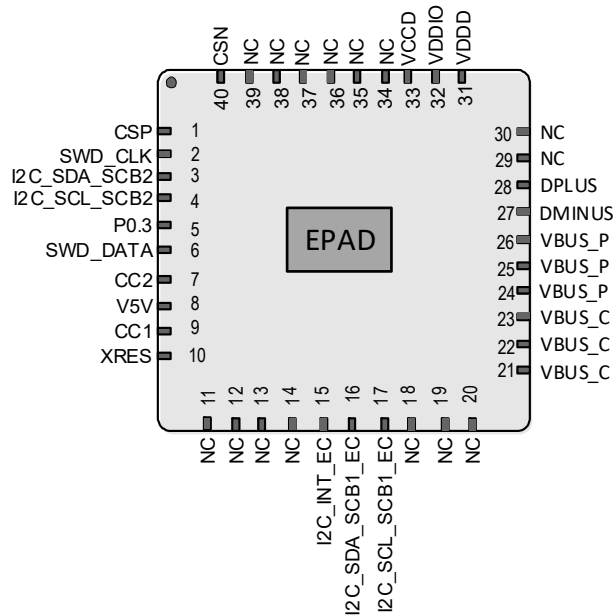 CSN
NC
NC
NC
NC
NC
NC
VCCD
VDDIO
VDDD
40
39
38
37
36
35
34
33
32
31
CSP 1
SWD_CLK 2
I2C_SDA_SCB2 3
I2C_SCL_SCB2 4
P0.3 5
SWD_DATA 6
CC2 7
V5V 8
CC1 9
XRES 10
EPAD
30 NC
29 NC
28 DPLUS
27 DMINUS
26 VBUS_P
25 VBUS_P
24 VBUS_P
23 VBUS_C
22 VBUS_C
21 VBUS_C
11
12
13
14
15
16
17
18
19
20
NC
NC
NC
NC
I2C_INT_EC
I2C_SDA_SCB1_EC
I2C_SCL_SCB1_EC
NC
NC
NC